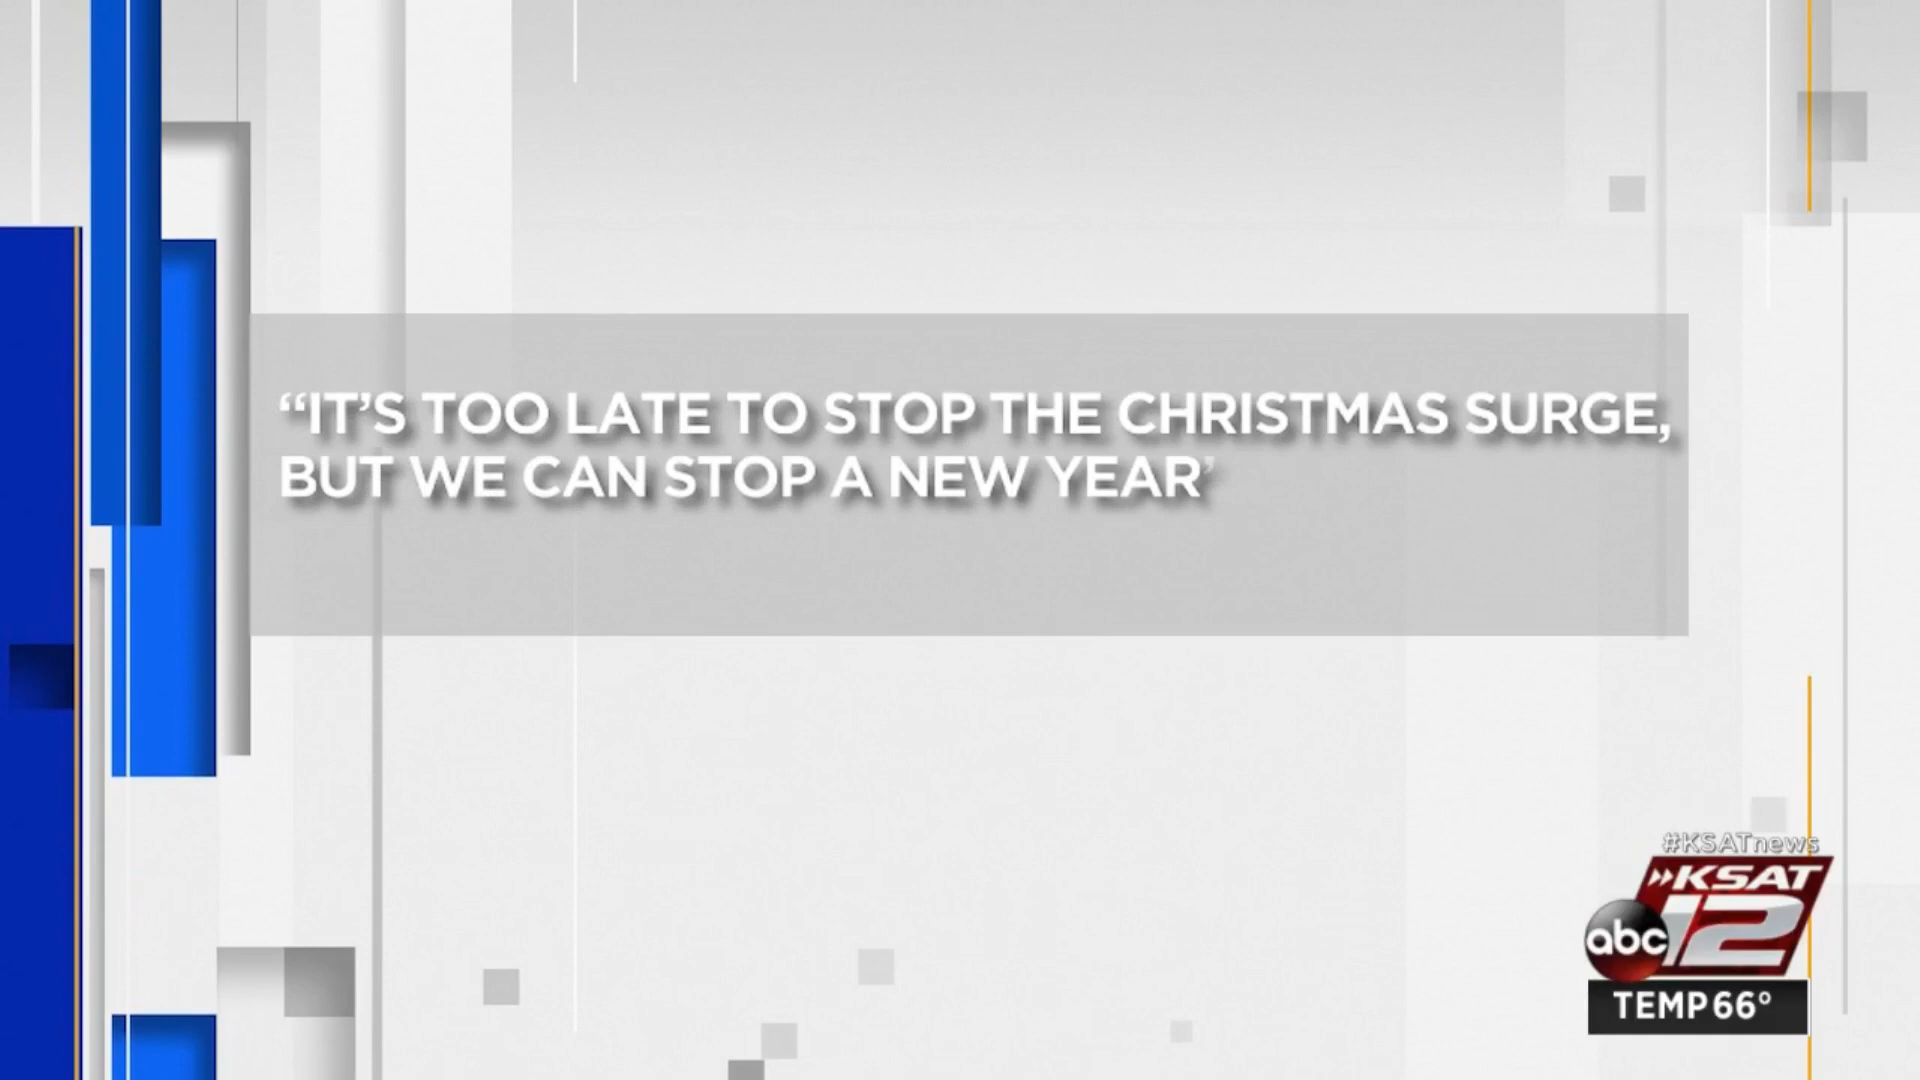 “IT’S TOO LATE TO STOP THE CHRISTMAS SURGE,
BUT WE CAN STOP A NEW YEAR’
#KSATnews
KSAT
12
abc
TEMP 66°